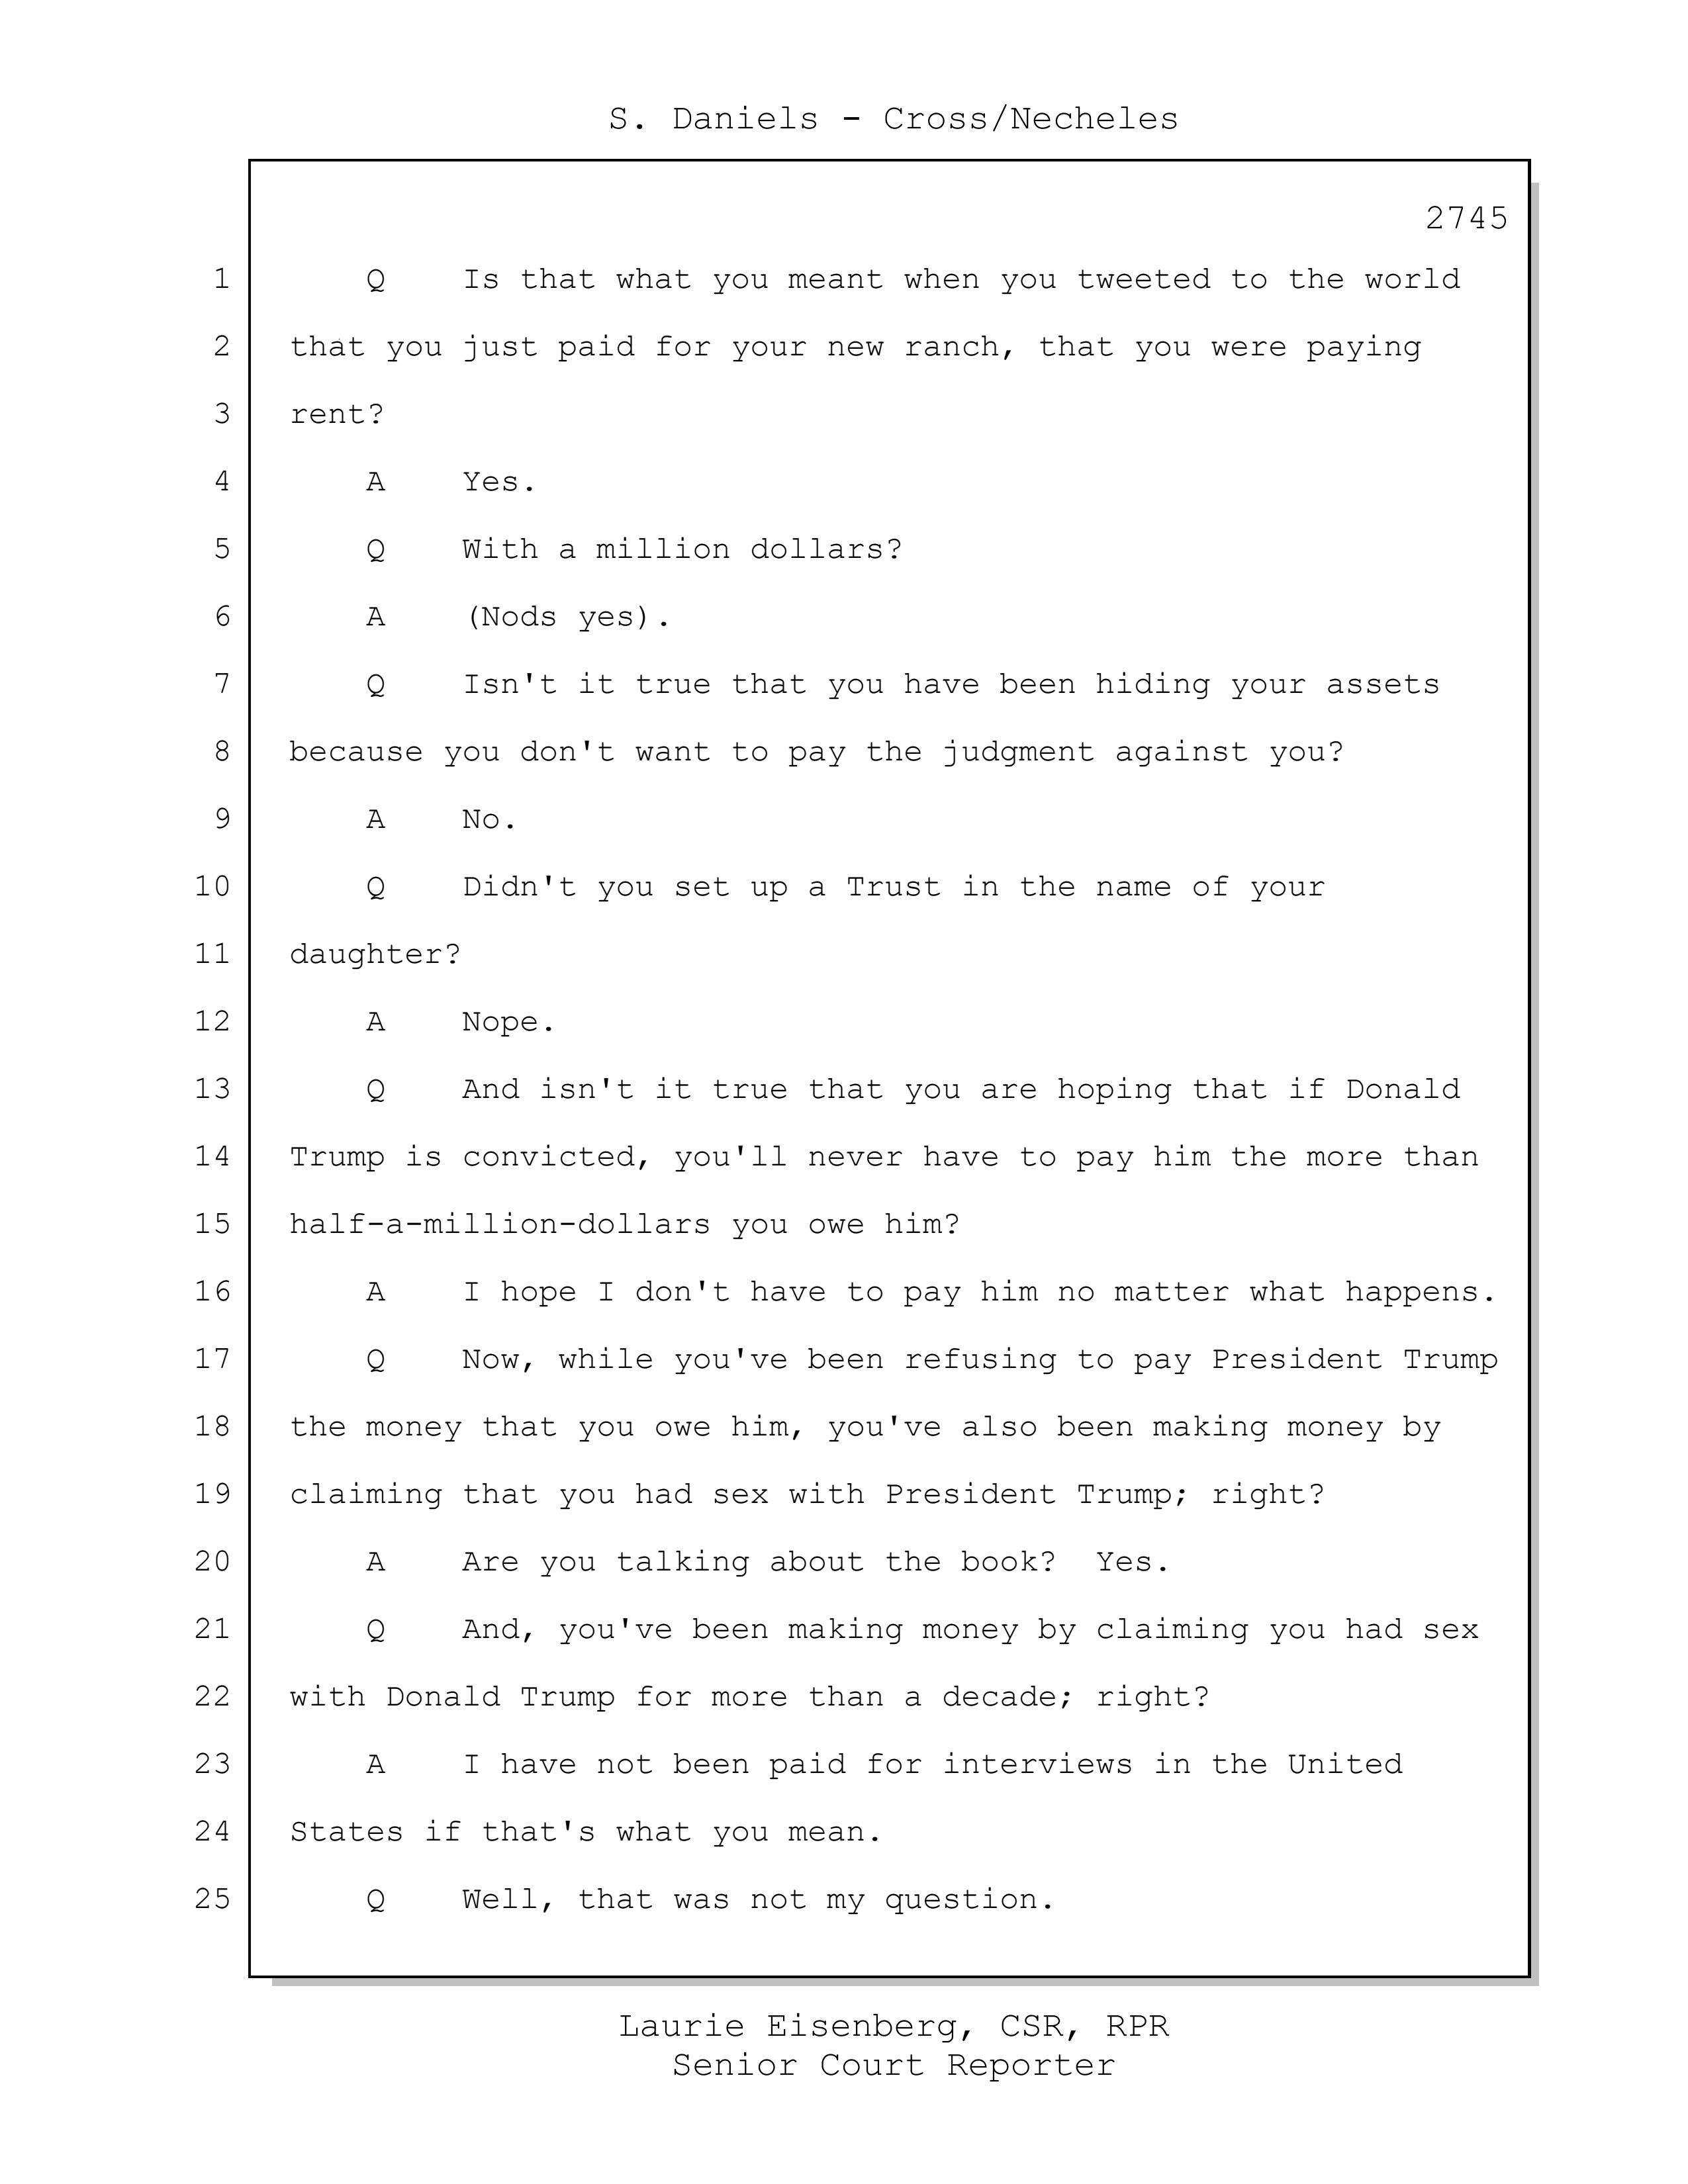 S. Daniels - Cross/Necheles
2745
1 Q Is that what you meant when you tweeted to the world
2 that you just paid for your new ranch, that you were paying
3 rent?
4 A Yes.
5 Q With a million dollars?
6 A (Nods yes).
7 Q Isn't it true that you have been hiding your assets
8 because you don't want to pay the judgment against you?
9 A No.
10 Q Didn't you set up a Trust in the name of your
11 daughter?
12 A Nope.
13 Q And isn't it true that you are hoping that if Donald
14 Trump is convicted, you'll never have to pay him the more than
15 half-a-million-dollars you owe him?
16 A I hope I don't have to pay him no matter what happens.
17 Q Now, while you've been refusing to pay President Trump
18 the money that you owe him, you've also been making money by
19 claiming that you had sex with President Trump; right?
20 A Are you talking about the book? Yes.
21 Q And, you've been making money by claiming you had sex
22 with Donald Trump for more than a decade; right?
23 A I have not been paid for interviews in the United
24 States if that's what you mean.
25 Q Well, that was not my question.
Laurie Eisenberg, CSR, RPR
Senior Court Reporter